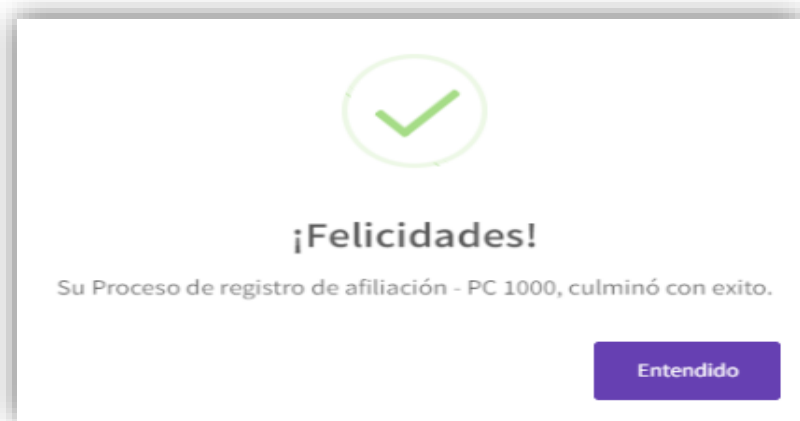 ¡Felicidades!
Su Proceso de registro de afiliación - PC 1000, culminó con exito.
Entendido